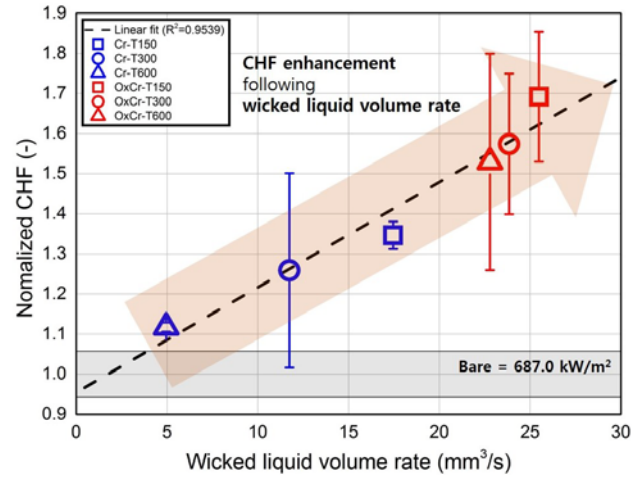 Linear fit (R²=0.9539)
Cr-T150
Cr-T300
Cr-T600
OxCr-T150
OxCr-T300
OxCr-T600
CHF enhancement
following
wicked liquid volume rate
Bare = 687.0 kW/m²
Nomalized CHF (-)
1.9
1.8
1.7
1.6
1.5
1.4
1.3
1.2
1.1
1.0
0.9
0 5 10 15 20 25 30
Wicked liquid volume rate (mm³/s)